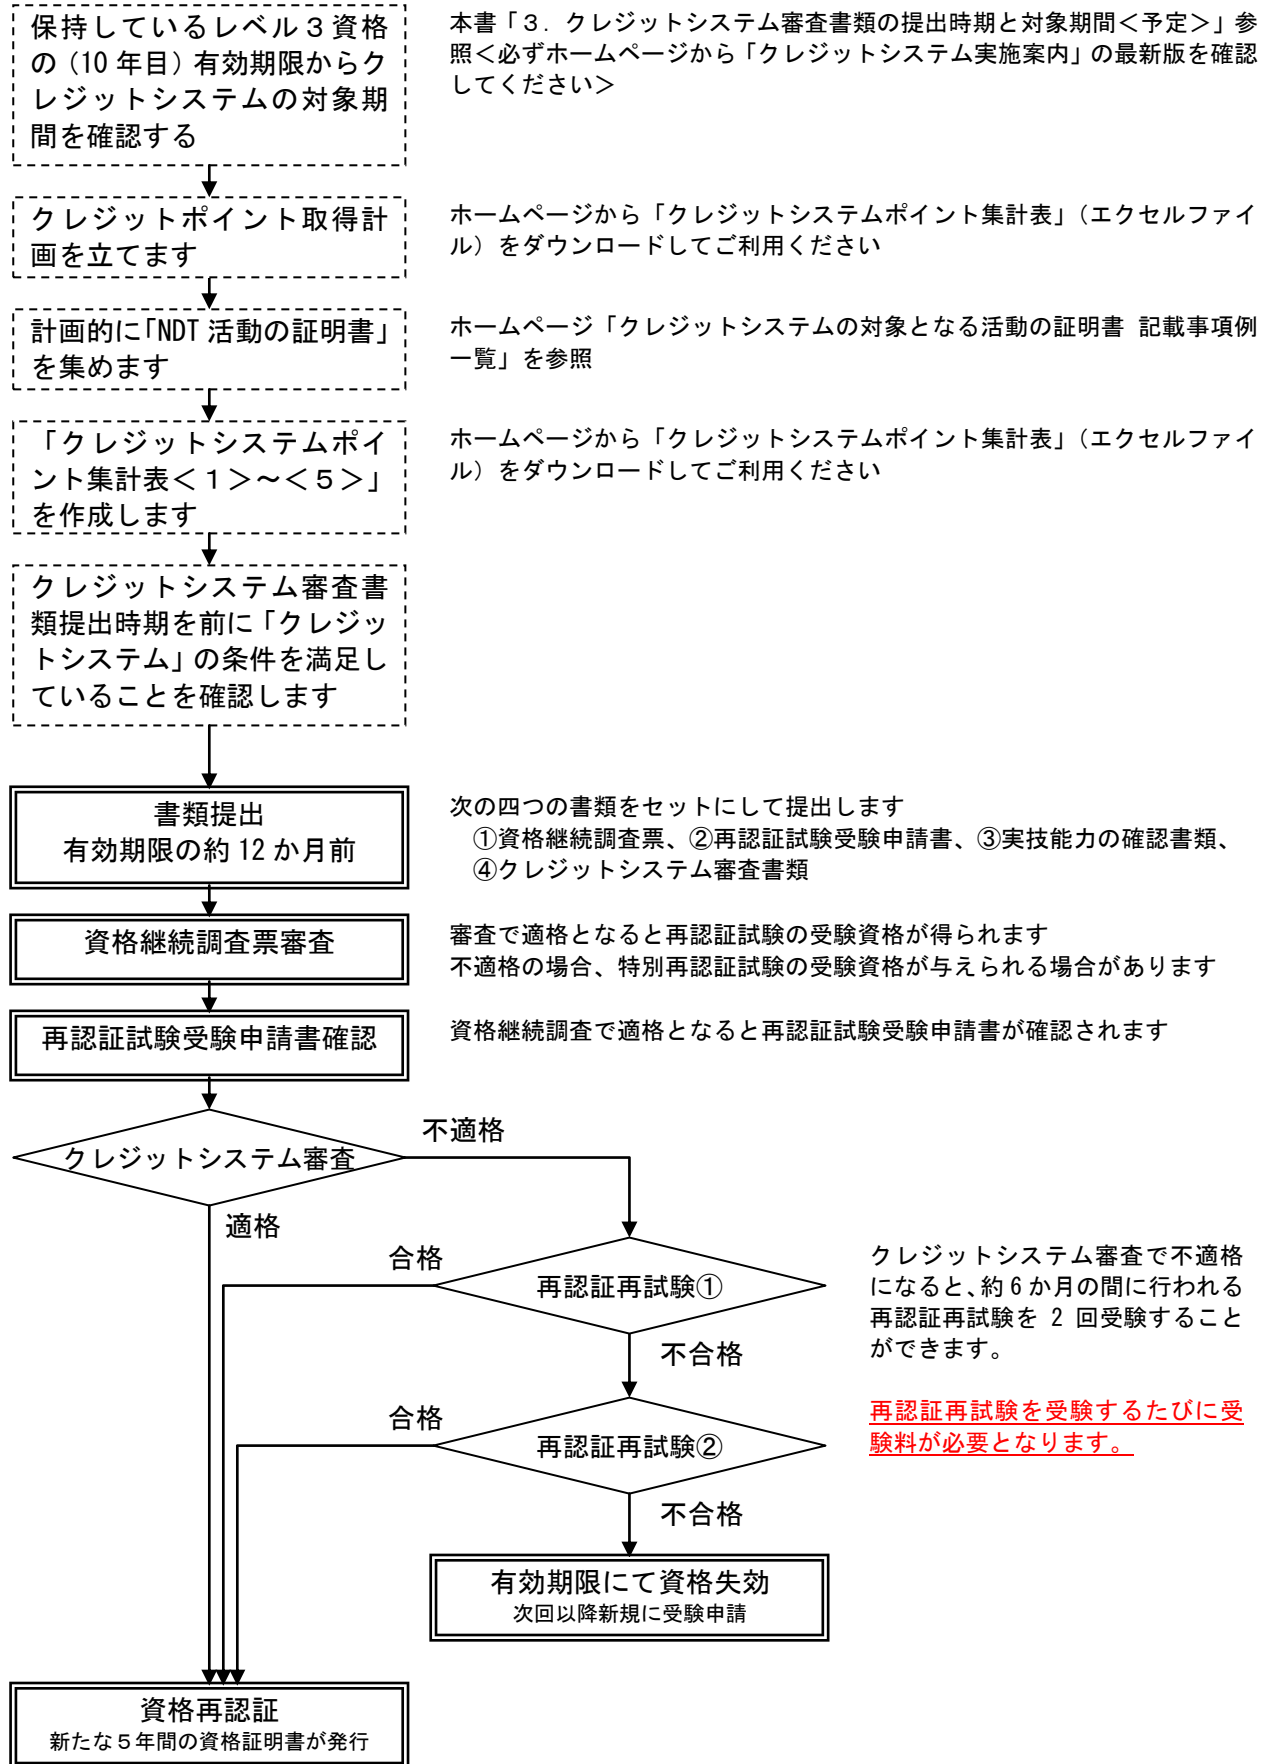 保持しているレベル３資格
の（10 年目）有効期限からク
レジットシステムの対象期
間を確認する
本書「３．クレジットシステム審査書類の提出時期と対象期間＜予定＞」参
照＜必ずホームページから「クレジットシステム実施案内」の最新版を確認
してください＞
クレジットポイント取得計
画を立てます
ホームページから「クレジットシステムポイント集計表」（エクセルファイ
ル）をダウンロードしてご利用ください
計画的に「NDT 活動の証明書」
を集めます
ホームページ「クレジットシステムの対象となる活動の証明書 記載事項例
一覧」を参照
「クレジットシステムポイ
ント集計表＜１＞～＜５＞」
を作成します
ホームページから「クレジットシステムポイント集計表」（エクセルファイ
ル）をダウンロードしてご利用ください
クレジットシステム審査書
類提出時期を前に「クレジッ
トシステム」の条件を満足し
ていることを確認します
書類提出
有効期限の約 12 か月前
次の四つの書類をセットにして提出します
①資格継続調査票、②再認証試験受験申請書、③実技能力の確認書類、
④クレジットシステム審査書類
資格継続調査票審査
審査で適格となると再認証試験の受験資格が得られます
不適格の場合、特別再認証試験の受験資格が与えられる場合があります
再認証試験受験申請書確認
資格継続調査で適格となると再認証試験受験申請書が確認されます
クレジットシステム審査
不適格
適格
合格
再認証再試験①
クレジットシステム審査で不適格
になると、約 6 か月の間に行われる
再認証再試験を 2 回受験すること
ができます。
不合格
合格
再認証再試験②
再認証再試験を受験するたびに受
験料が必要となります。
不合格
有効期限にて資格失効
次回以降新規に受験申請
資格再認証
新たな５年間の資格証明書が発行